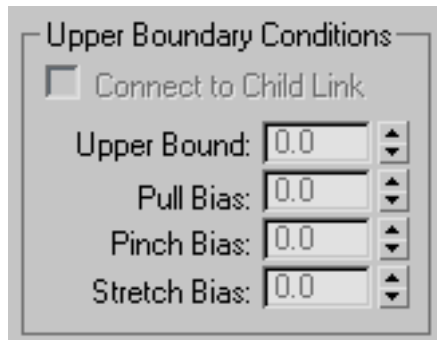 Upper Boundary Conditions
Connect to Child Link
Upper Bound: 0.0
Pull Bias: 0.0
Pinch Bias: 0.0
Stretch Bias: 0.0